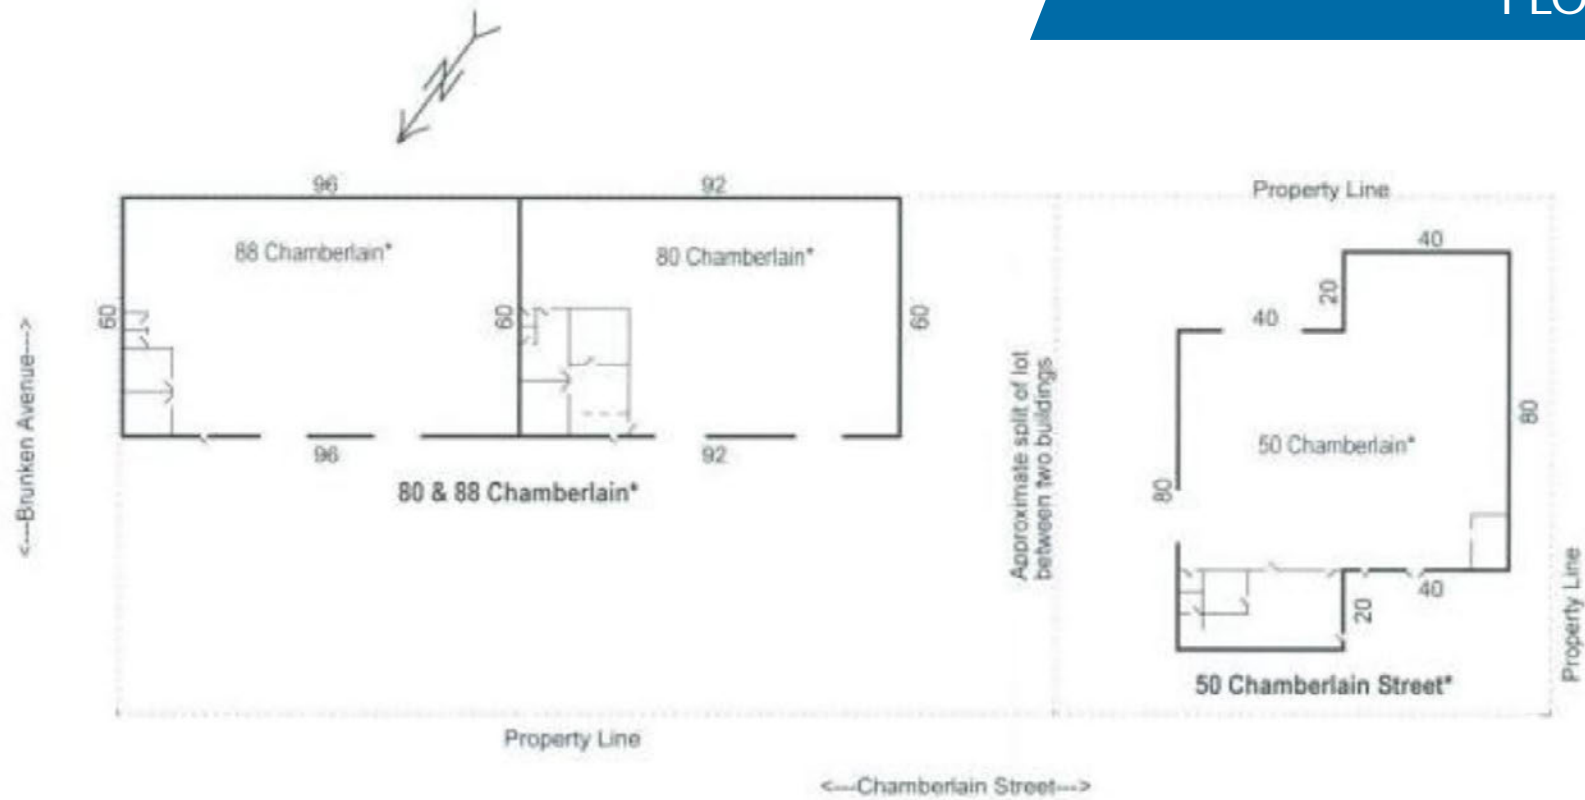 96
92
Property Line
88 Chamberlain*
80 Chamberlain*
40
20
40
60
60
60
<---Brunken Avenue--->
Approximate split of lot
between two buildings
80
50 Chamberlain*
80
96
92
80 & 88 Chamberlain*
40
20
Property Line
50 Chamberlain Street*
Property Line
<---Chamberlain Street--->